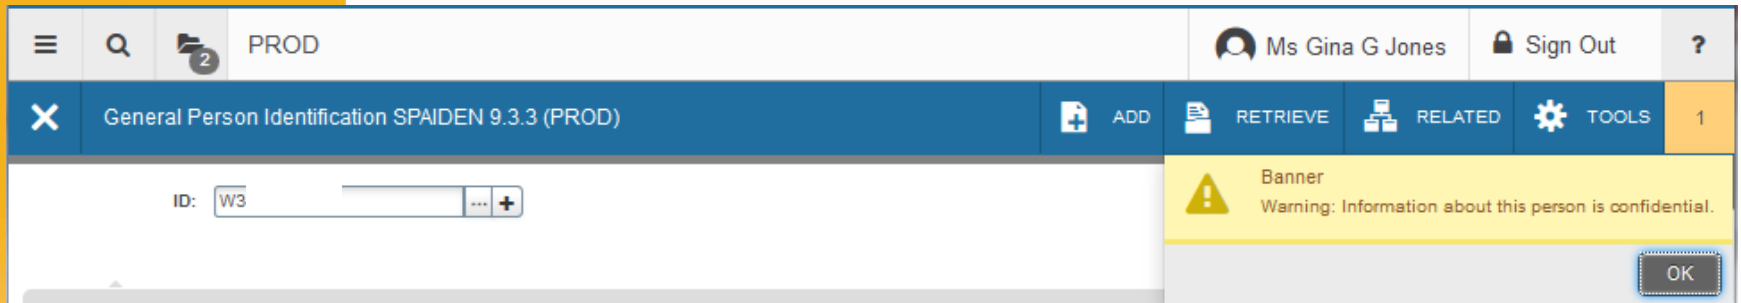 2 PROD Ms Gina G Jones Sign Out ?
General Person Identification SPAIDEN 9.3.3 (PROD) ADD RETRIEVE RELATED TOOLS 1
ID: W3 ...
Banner
Warning: Information about this person is confidential.
OK